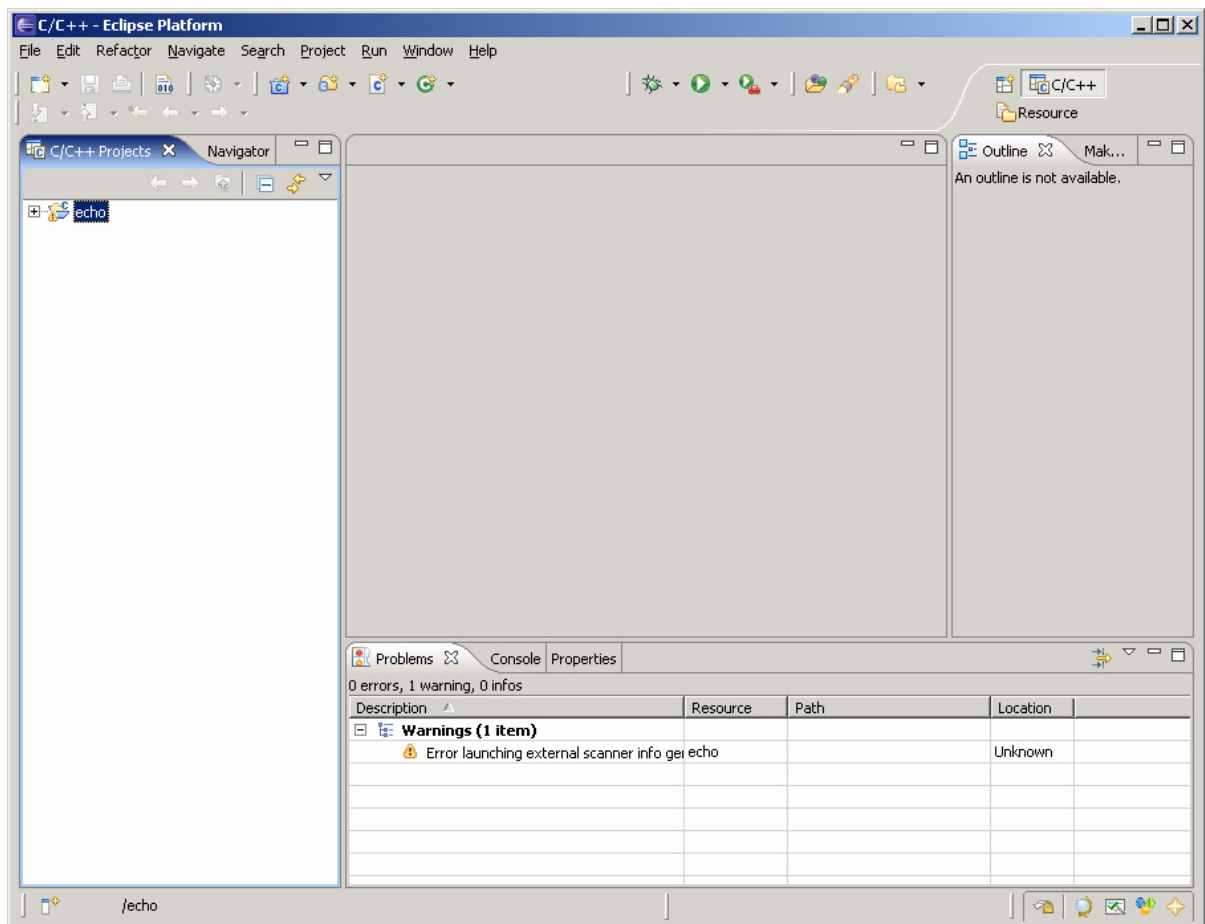 C/C++ - Eclipse Platform
File Edit Refactor Navigate Search Project Run Window Help
C/C++
Resource
C/C++ Projects
Navigator
Outline
Mak...
An outline is not available.
echo
Problems
Console
Properties
0 errors, 1 warning, 0 infos
Description Resource Path Location
Warnings (1 item)
Error launching external scanner info ger echo Unknown
/echo